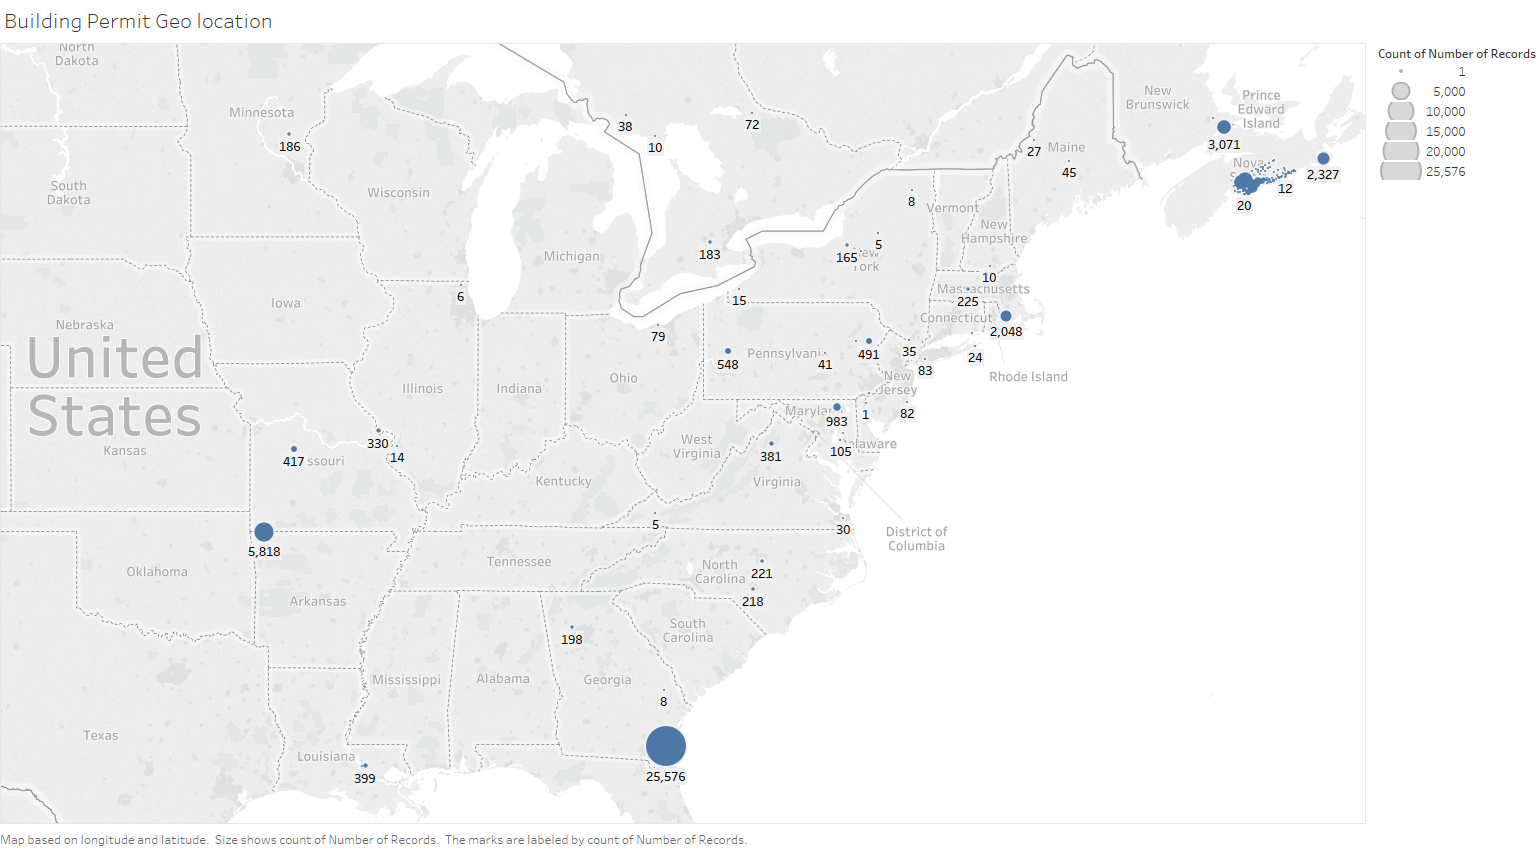 Building Permit Geo location
Count of Number of Records
1
5,000
10,000
15,000
20,000
25,576
North
Dakota
Minnesota
186
38
10
72
New
Brunswick
Prince
Edward
Island
3,071
27
Maine
45
Nova
2,327
12
20
South
Dakota
Wisconsin
8
Vermont
New
Hampshire
Michigan
183
5
165
10
Massachusetts
225
6
15
Iowa
Connecticut
2,048
Nebraska
79
United
States
548
Pennsylvani
41
491
35
83
24
Rhode Island
Illinois
Indiana
Ohio
New
Jersey
Maryla
983
1
82
Kansas
330
14
417
ssouri
West
Virginia
381
105
elaware
Kentucky
Virginia
5
30
District of
Columbia
5,818
Oklahoma
Tennessee
North
Carolina
221
218
Arkansas
198
South
Carolina
Mississippi
Alabama
Georgia
8
Texas
Louisiana
399
25,576
Map based on longitude and latitude. Size shows count of Number of Records. The marks are labeled by count of Number of Records.